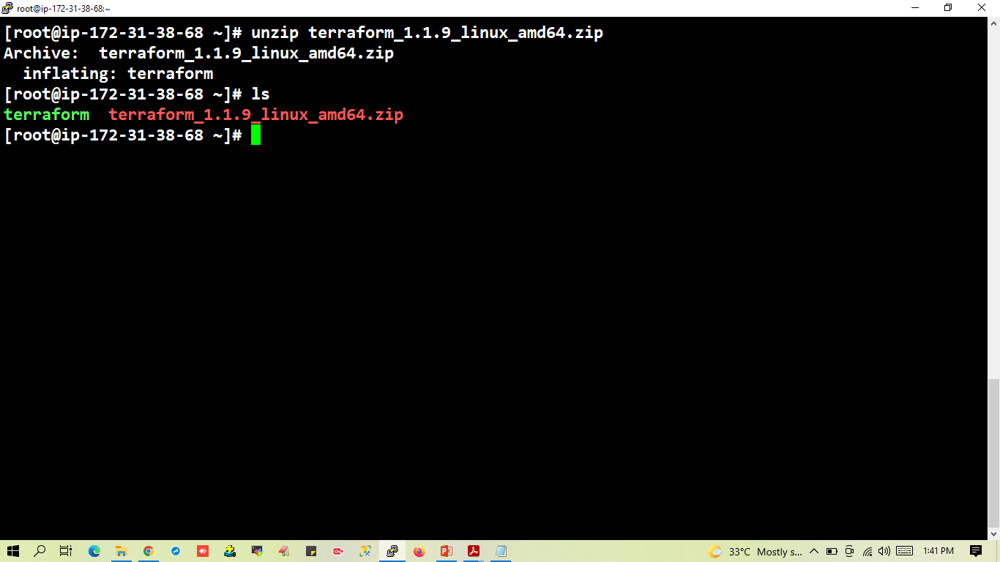 root@ip-172-31-38-68:~
[root@ip-172-31-38-68 ~]# unzip terraform_1.1.9_linux_amd64.zip
Archive:  terraform_1.1.9_linux_amd64.zip
  inflating: terraform
[root@ip-172-31-38-68 ~]# ls
terraform  terraform_1.1.9_linux_amd64.zip
[root@ip-172-31-38-68 ~]#
33°C Mostly s... 1:41 PM